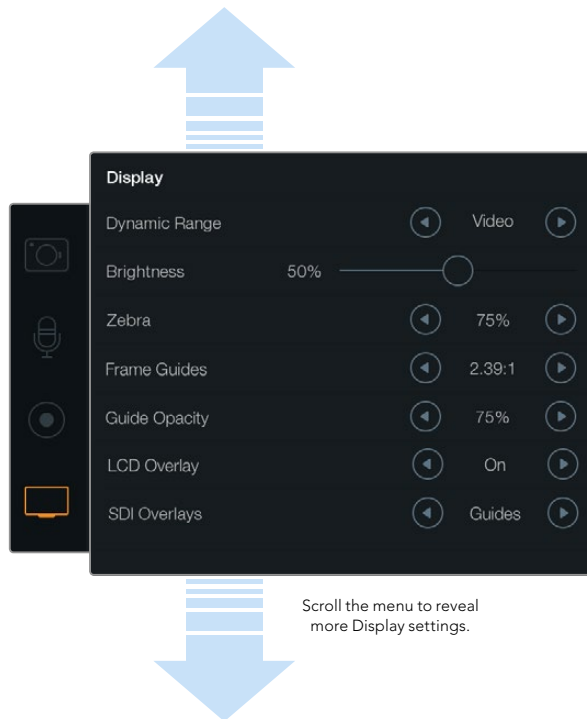 Display
Dynamic Range Video
Brightness 50%
Zebra 75%
Frame Guides 2.39:1
Guide Opacity 75%
LCD Overlay On
SDI Overlays Guides
Scroll the menu to reveal
more Display settings.